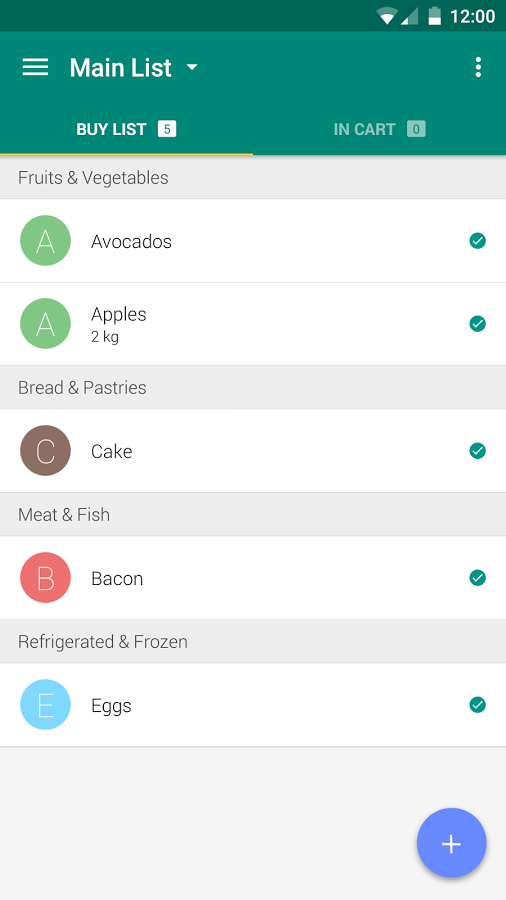 12:00
Main List
BUY LIST 5
IN CART 0
Fruits & Vegetables
A
Avocados
A
Apples
2 kg
Bread & Pastries
C
Cake
Meat & Fish
B
Bacon
Refrigerated & Frozen
E
Eggs
+